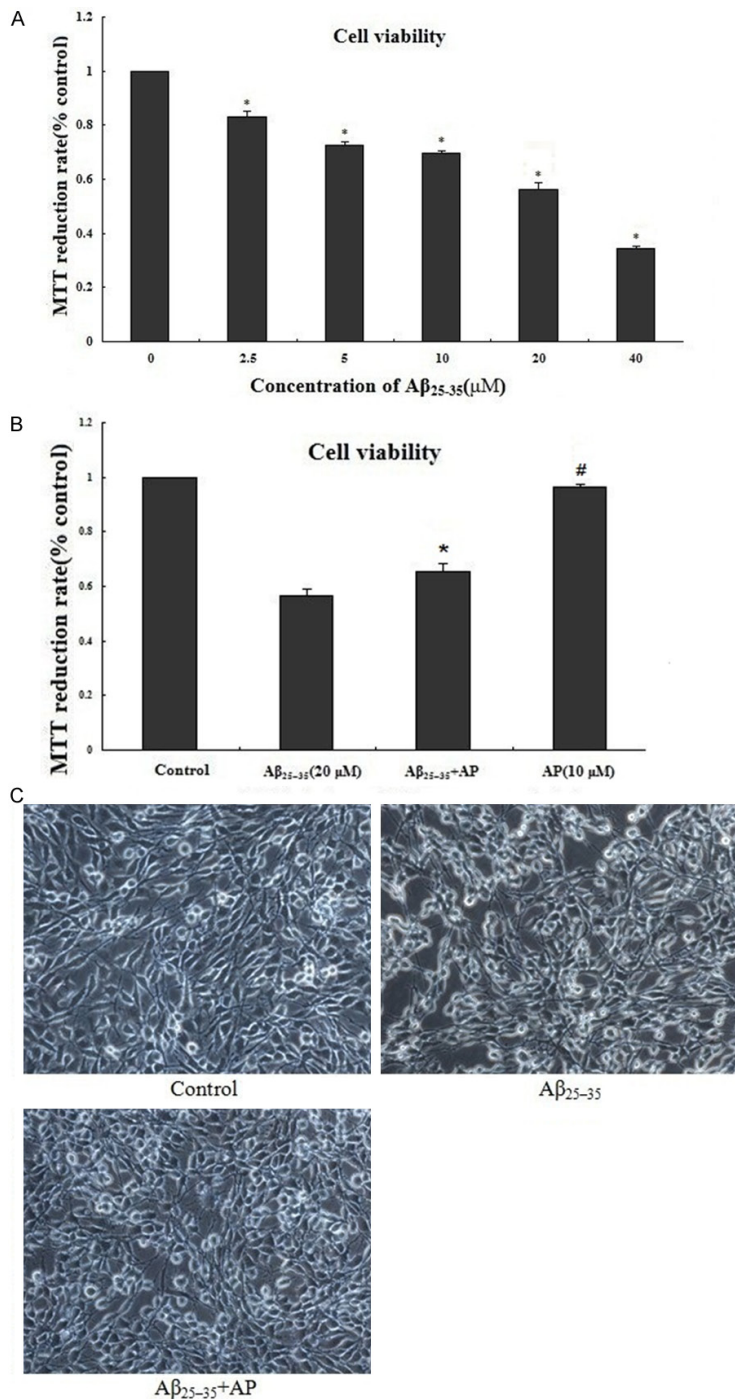 A
Cell viability
MTT reduction rate(% control)
1.2
1
0.8
0.6
0.4
0.2
0
*
*
*
*
*
0 2.5 5 10 20 40
Concentration of Aβ25-35(µM)
B
Cell viability
MTT reduction rate(% control)
1.2
1
0.8
0.6
0.4
0.2
0
*
#
Control Aβ25-35(20 µM) Aβ25-35+AP AP(10 µM)
C
Control Aβ25–35
Aβ25–35+AP